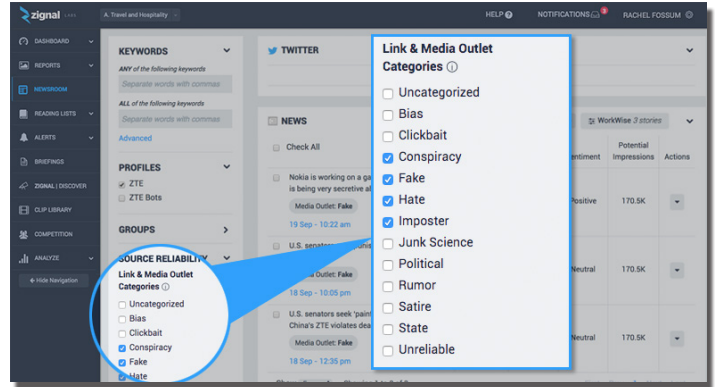 zignal LABS
A. Travel and Hospitality
HELP
NOTIFICATIONS 9
RACHEL FOSSUM
DASHBOARD
REPORTS
NEWSROOM
READING LISTS
ALERTS
BRIEFINGS
ZIGNAL | DISCOVER
CLIP LIBRARY
COMPETITION
ANALYZE
Hide Navigation
KEYWORDS
ANY of the following keywords
Separate words with commas
ALL of the following keywords
Separate words with commas
Advanced
PROFILES
ZTE
ZTE Bots
GROUPS
SOURCE RELIABILITY
Link & Media Outlet
Categories
Uncategorized
Bias
Clickbait
Conspiracy
Fake
Hate
TWITTER
NEWS
WorkWise 3 stories
Check All
Potential
Impressions
Actions
Nokia is working on a
is being very secretive
Media Outlet: Fake
19 Sep - 10:22 am
Positive
170.5K
U.S.
Outlet: Fake
18 Sep - 10:05 pm
Neutral
170.5K
U.S. senators seek
China's ZTE violates
Media Outlet: Fake
18 Sep - 12:35 pm
Neutral
170.5K
Link & Media Outlet
Categories
Uncategorized
Bias
Clickbait
Conspiracy
Fake
Hate
Imposter
Junk Science
Political
Rumor
Satire
State
Unreliable